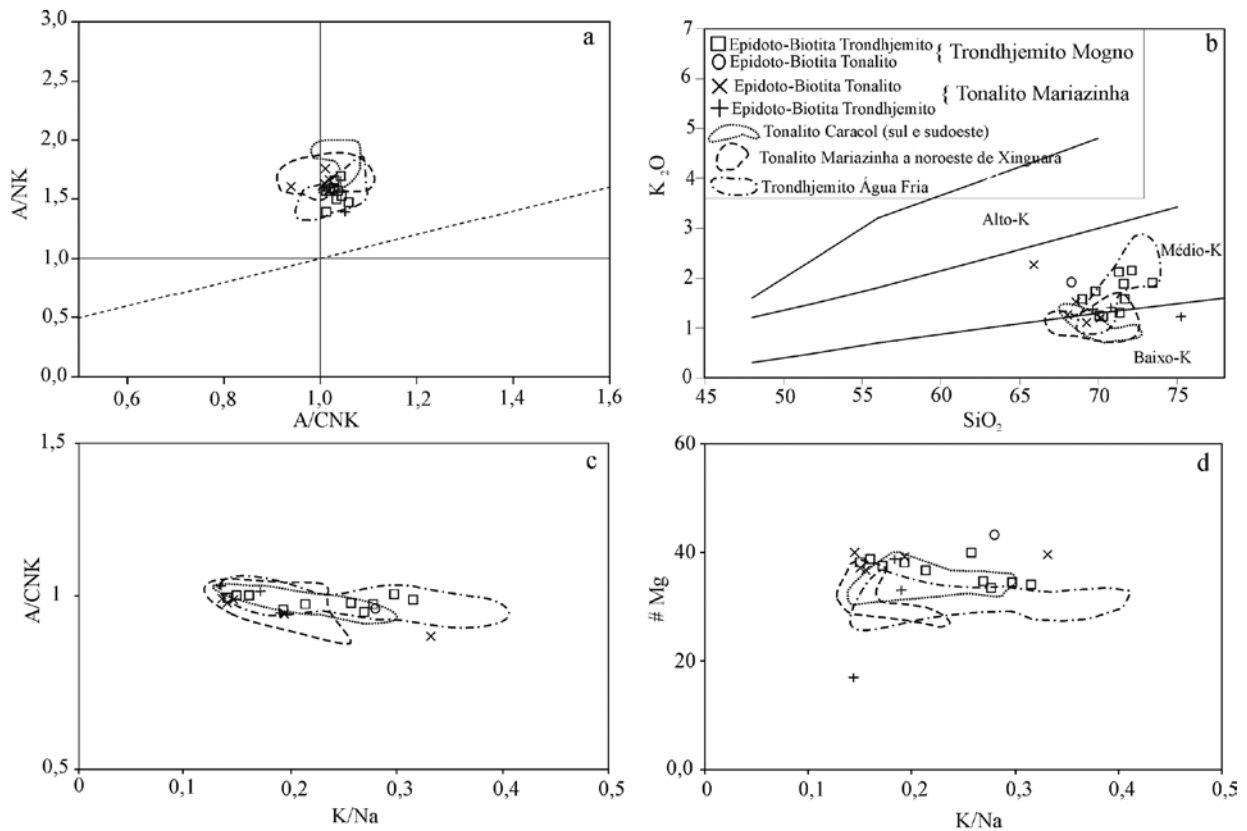 a
3,0
2,5
2,0
1,5
1,0
0,5
0,0
A/NK
0,6
0,8
1,0
1,2
1,4
1,6
A/CNK
b
7
6
5
4
3
2
1
0
K₂O
Epidoto-Biotita Trondhjemito
Epidoto-Biotita Tonalito
{ Trondhjemito Mogno
Epidoto-Biotita Tonalito
Epidoto-Biotita Trondhjemito
{ Tonalito Mariazinha
Tonalito Caracol (sul e sudoeste)
Tonalito Mariazinha a noroeste de Xinguara
Trondhjemito Água Fria
Alto-K
Médio-K
Baixo-K
45
50
55
60
65
70
75
SiO₂
c
1,5
1
0,5
A/CNK
0
0,1
0,2
0,3
0,4
0,5
K/Na
d
60
40
20
0,0
# Mg
0
0,1
0,2
0,3
0,4
0,5
K/Na